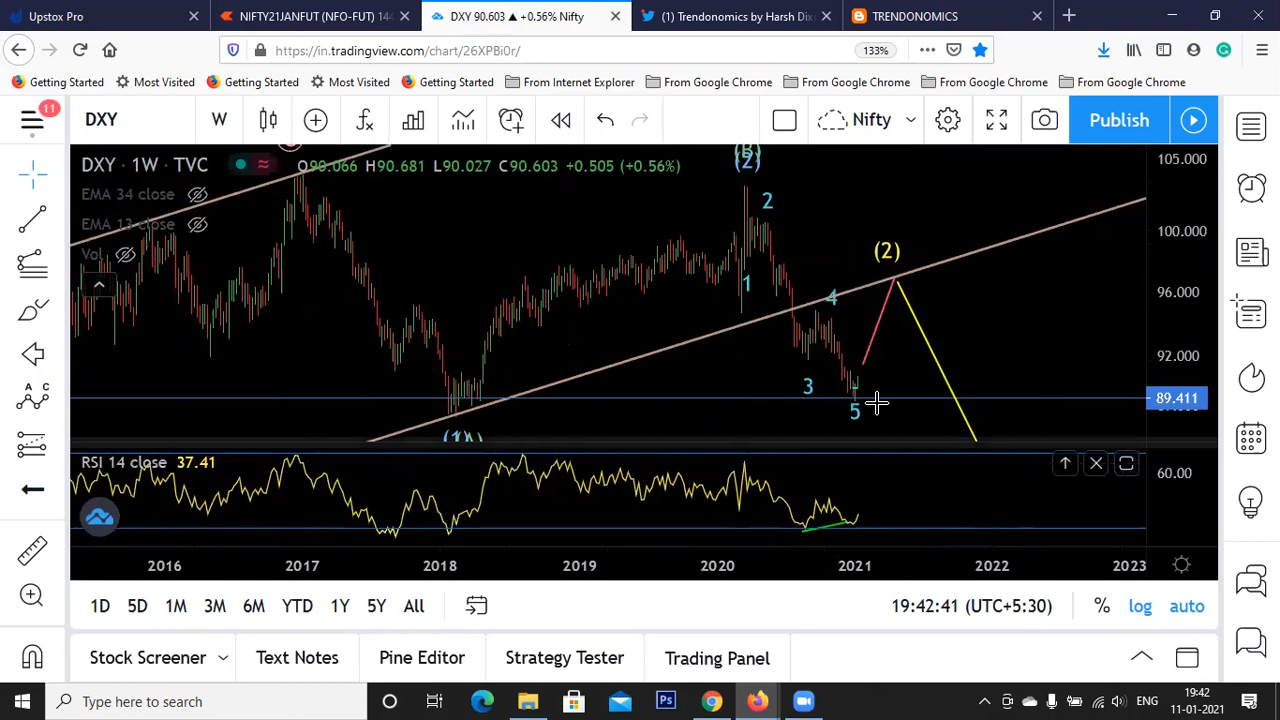 Upstox Pro
NIFTY21JANFUT (NFO-FUT) 144
DXY 90.603 ▲ +0.56% Nifty
(1) Trendonomics by Harsh Dix
TRENDONOMICS
https://in.tradingview.com/chart/26XPBi0r/
133%
Getting Started
Most Visited
Getting Started
Most Visited
Getting Started
From Internet Explorer
From Google Chrome
From Google Chrome
From Google Chrome
From Google Chrome
11
DXY
W
Nifty
Publish
DXY · 1W · TVC
O90.066 H90.681 L90.027 C90.603 +0.505 (+0.56%)
EMA 34 close
EMA 13 close
Vol
(B)
(2)
2
1
(2)
4
3
5
105.000
100.000
96.000
92.000
89.411
RSI 14 close 37.41
60.00
2016
2017
2018
2019
2020
2021
2022
2023
1D 5D 1M 3M 6M YTD 1Y 5Y All
19:42:41 (UTC+5:30)
% log auto
Stock Screener
Text Notes
Pine Editor
Strategy Tester
Trading Panel
Type here to search
Ps
ENG
19:42
11-01-2021